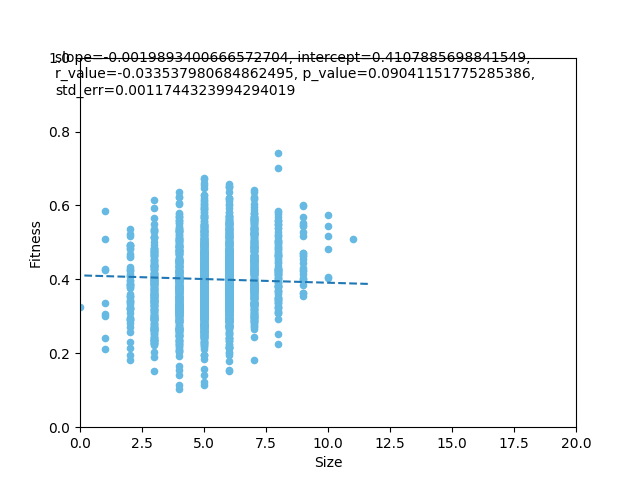 slope=-0.0019893400666572704, intercept=0.4107885698841549,
r_value=-0.033537980684862495, p_value=0.09041151775285386,
std_err=0.0011744323994294019
1.0
0.8
0.6
0.4
0.2
0.0
Fitness
0.0 2.5 5.0 7.5 10.0 12.5 15.0 17.5 20.0
Size